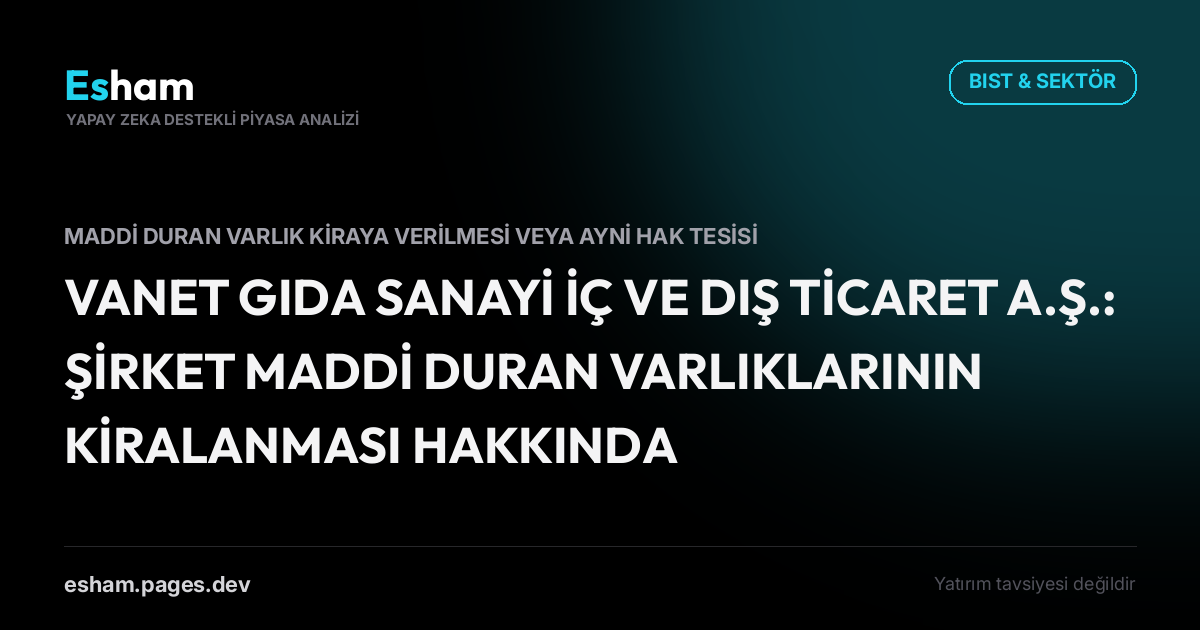 Esham
YAPAY ZEKA DESTEKLİ PİYASA ANALİZİ
BIST & SEKTÖR
MADDİ DURAN VARLIK KİRAYA VERİLMESİ VEYA AYNİ HAK TESİSİ
VANET GIDA SANAYİ İÇ VE DIŞ TİCARET A.Ş.:
ŞİRKET MADDİ DURAN VARLIKLARININ
KİRALANMASI HAKKINDA
esham.pages.dev
Yatırım tavsiyesi değildir